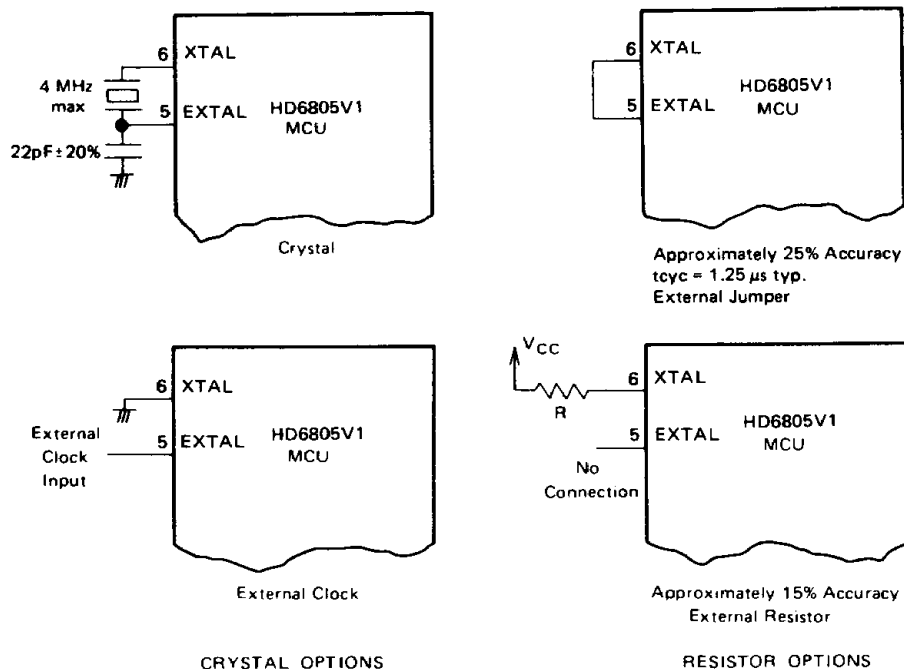 6 XTAL
4 MHz
max
5 EXTAL
HD6805V1
MCU
22pF±20%
Crystal
6 XTAL
HD6805V1
MCU
5 EXTAL
Approximately 25% Accuracy
tcyc = 1.25 μs typ.
External Jumper
6 XTAL
External
Clock
Input
5 EXTAL
HD6805V1
MCU
External Clock
VCC
R
6 XTAL
5 EXTAL
HD6805V1
MCU
No
Connection
Approximately 15% Accuracy
External Resistor
CRYSTAL OPTIONS
RESISTOR OPTIONS